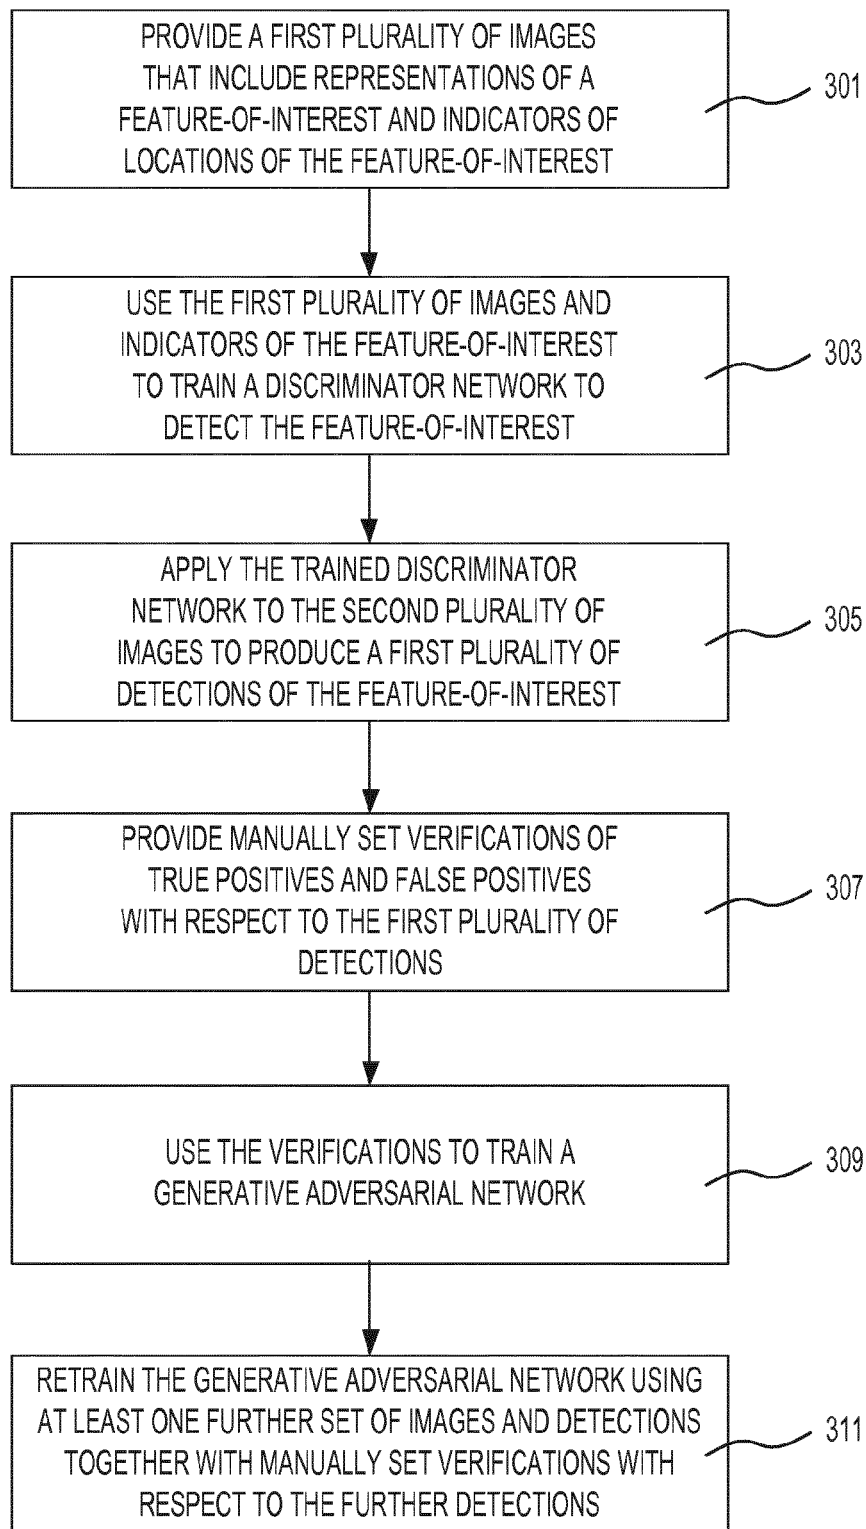 PROVIDE A FIRST PLURALITY OF IMAGES
THAT INCLUDE REPRESENTATIONS OF A
FEATURE-OF-INTEREST AND INDICATORS OF
LOCATIONS OF THE FEATURE-OF-INTEREST
301
USE THE FIRST PLURALITY OF IMAGES AND
INDICATORS OF THE FEATURE-OF-INTEREST
TO TRAIN A DISCRIMINATOR NETWORK TO
DETECT THE FEATURE-OF-INTEREST
303
APPLY THE TRAINED DISCRIMINATOR
NETWORK TO THE SECOND PLURALITY OF
IMAGES TO PRODUCE A FIRST PLURALITY OF
DETECTIONS OF THE FEATURE-OF-INTEREST
305
PROVIDE MANUALLY SET VERIFICATIONS OF
TRUE POSITIVES AND FALSE POSITIVES
WITH RESPECT TO THE FIRST PLURALITY OF
DETECTIONS
307
USE THE VERIFICATIONS TO TRAIN A
GENERATIVE ADVERSARIAL NETWORK
309
RETRAIN THE GENERATIVE ADVERSARIAL NETWORK USING
AT LEAST ONE FURTHER SET OF IMAGES AND DETECTIONS
TOGETHER WITH MANUALLY SET VERIFICATIONS WITH
RESPECT TO THE FURTHER DETECTIONS
311